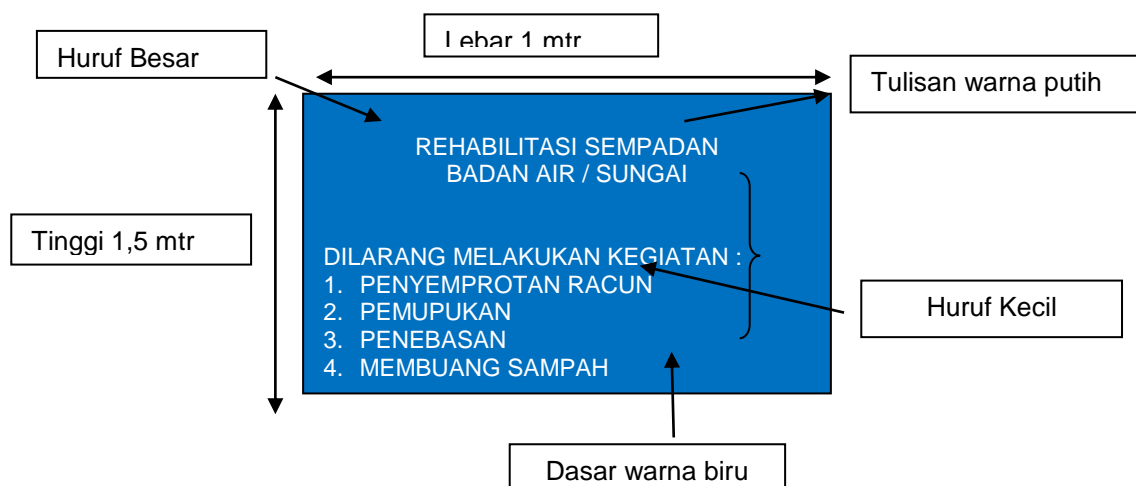 Lebar 1 mtr
Huruf Besar
Tulisan warna putih
REHABILITASI SEMPADAN
BADAN AIR / SUNGAI
Tinggi 1,5 mtr
DILARANG MELAKUKAN KEGIATAN :
1. PENYEMPROTAN RACUN
2. PEMUPUKAN
3. PENEBASAN
4. MEMBUANG SAMPAH
Huruf Kecil
Dasar warna biru